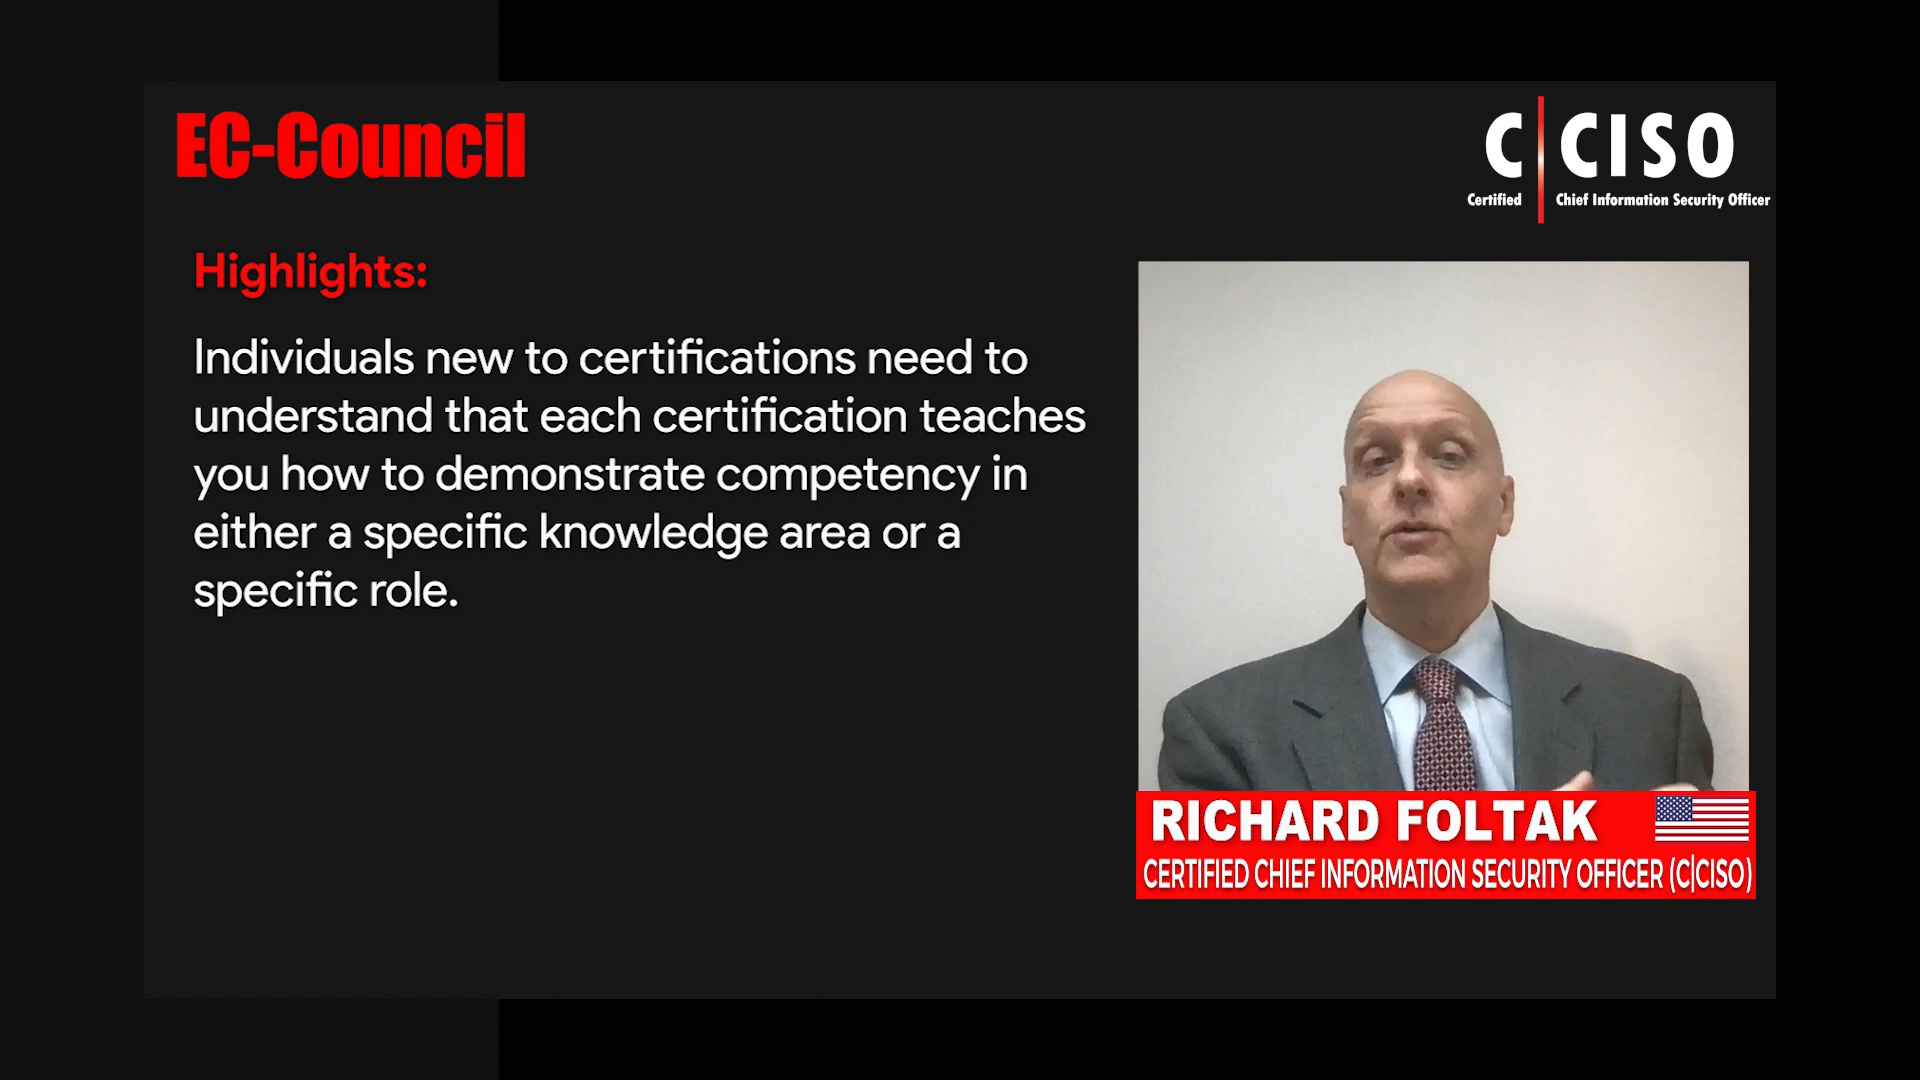 EC-Council
C|CISO
Certified Chief Information Security Officer
Highlights:
Individuals new to certifications need to
understand that each certification teaches
you how to demonstrate competency in
either a specific knowledge area or a
specific role.
RICHARD FOLTAK
CERTIFIED CHIEF INFORMATION SECURITY OFFICER (C|CISO)